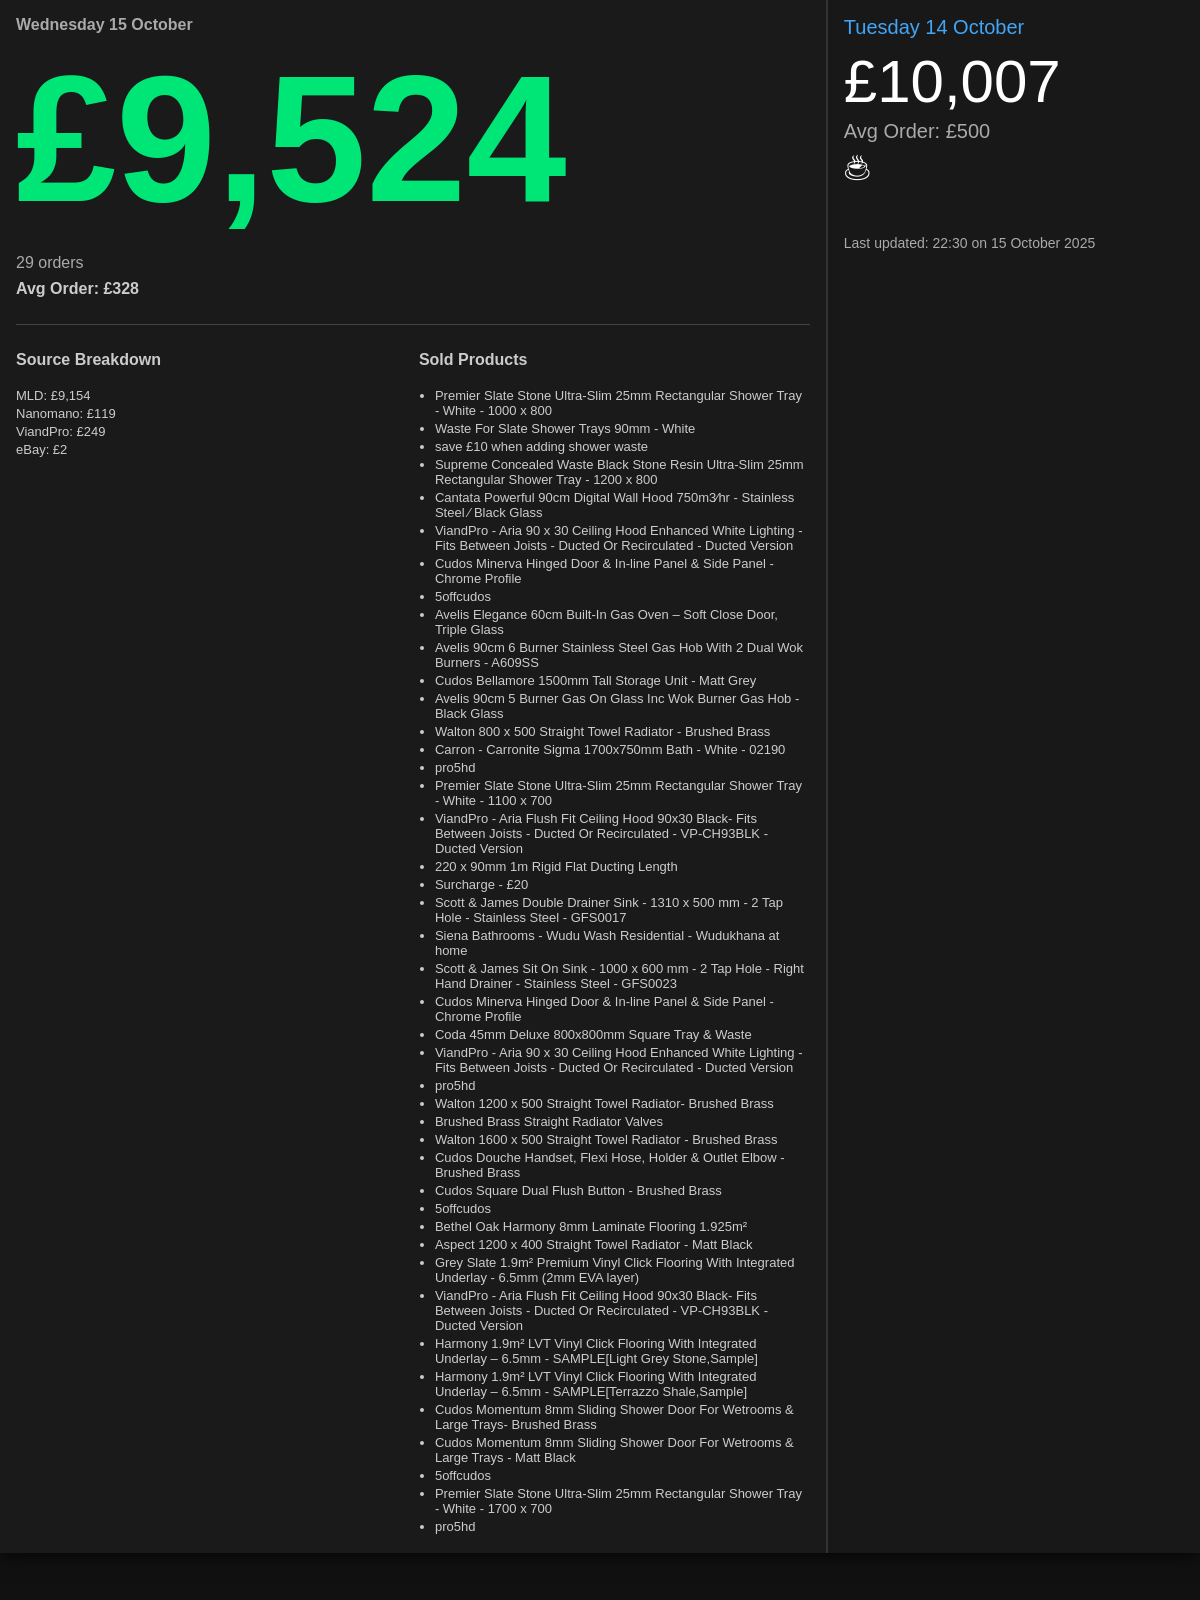 Wednesday 15 October
£9,524
29 orders
Avg Order: £328
Source Breakdown
MLD: £9,154
Nanomano: £119
ViandPro: £249
eBay: £2
Sold Products
Premier Slate Stone Ultra-Slim 25mm Rectangular Shower Tray
- White - 1000 x 800
Waste For Slate Shower Trays 90mm - White
save £10 when adding shower waste
Supreme Concealed Waste Black Stone Resin Ultra-Slim 25mm
Rectangular Shower Tray - 1200 x 800
Cantata Powerful 90cm Digital Wall Hood 750m3⁄hr - Stainless
Steel ⁄ Black Glass
ViandPro - Aria 90 x 30 Ceiling Hood Enhanced White Lighting -
Fits Between Joists - Ducted Or Recirculated - Ducted Version
Cudos Minerva Hinged Door & In-line Panel & Side Panel -
Chrome Profile
5offcudos
Avelis Elegance 60cm Built-In Gas Oven – Soft Close Door,
Triple Glass
Avelis 90cm 6 Burner Stainless Steel Gas Hob With 2 Dual Wok
Burners - A609SS
Cudos Bellamore 1500mm Tall Storage Unit - Matt Grey
Avelis 90cm 5 Burner Gas On Glass Inc Wok Burner Gas Hob -
Black Glass
Walton 800 x 500 Straight Towel Radiator - Brushed Brass
Carron - Carronite Sigma 1700x750mm Bath - White - 02190
pro5hd
Premier Slate Stone Ultra-Slim 25mm Rectangular Shower Tray
- White - 1100 x 700
ViandPro - Aria Flush Fit Ceiling Hood 90x30 Black- Fits
Between Joists - Ducted Or Recirculated - VP-CH93BLK -
Ducted Version
220 x 90mm 1m Rigid Flat Ducting Length
Surcharge - £20
Scott & James Double Drainer Sink - 1310 x 500 mm - 2 Tap
Hole - Stainless Steel - GFS0017
Siena Bathrooms - Wudu Wash Residential - Wudukhana at
home
Scott & James Sit On Sink - 1000 x 600 mm - 2 Tap Hole - Right
Hand Drainer - Stainless Steel - GFS0023
Cudos Minerva Hinged Door & In-line Panel & Side Panel -
Chrome Profile
Coda 45mm Deluxe 800x800mm Square Tray & Waste
ViandPro - Aria 90 x 30 Ceiling Hood Enhanced White Lighting -
Fits Between Joists - Ducted Or Recirculated - Ducted Version
pro5hd
Walton 1200 x 500 Straight Towel Radiator- Brushed Brass
Brushed Brass Straight Radiator Valves
Walton 1600 x 500 Straight Towel Radiator - Brushed Brass
Cudos Douche Handset, Flexi Hose, Holder & Outlet Elbow -
Brushed Brass
Cudos Square Dual Flush Button - Brushed Brass
5offcudos
Bethel Oak Harmony 8mm Laminate Flooring 1.925m²
Aspect 1200 x 400 Straight Towel Radiator - Matt Black
Grey Slate 1.9m² Premium Vinyl Click Flooring With Integrated
Underlay - 6.5mm (2mm EVA layer)
ViandPro - Aria Flush Fit Ceiling Hood 90x30 Black- Fits
Between Joists - Ducted Or Recirculated - VP-CH93BLK -
Ducted Version
Harmony 1.9m² LVT Vinyl Click Flooring With Integrated
Underlay – 6.5mm - SAMPLE[Light Grey Stone,Sample]
Harmony 1.9m² LVT Vinyl Click Flooring With Integrated
Underlay – 6.5mm - SAMPLE[Terrazzo Shale,Sample]
Cudos Momentum 8mm Sliding Shower Door For Wetrooms &
Large Trays- Brushed Brass
Cudos Momentum 8mm Sliding Shower Door For Wetrooms &
Large Trays - Matt Black
5offcudos
Premier Slate Stone Ultra-Slim 25mm Rectangular Shower Tray
- White - 1700 x 700
pro5hd
Tuesday 14 October
£10,007
Avg Order: £500
Last updated: 22:30 on 15 October 2025